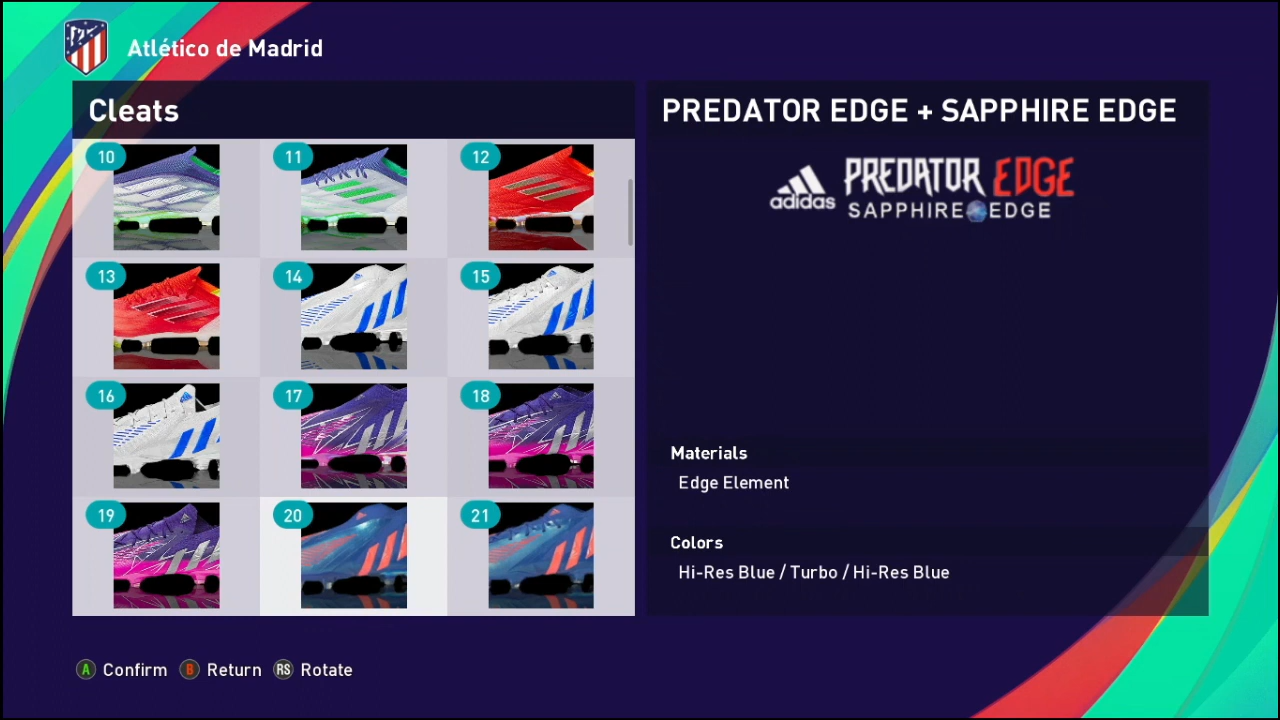 Atlético de Madrid
Cleats
10
11
12
13
14
15
16
17
18
19
20
21
PREDATOR EDGE + SAPPHIRE EDGE
adidas
PREDATOR EDGE
SAPPHIRE EDGE
Materials
Edge Element
Colors
Hi-Res Blue / Turbo / Hi-Res Blue
A Confirm B Return RS Rotate